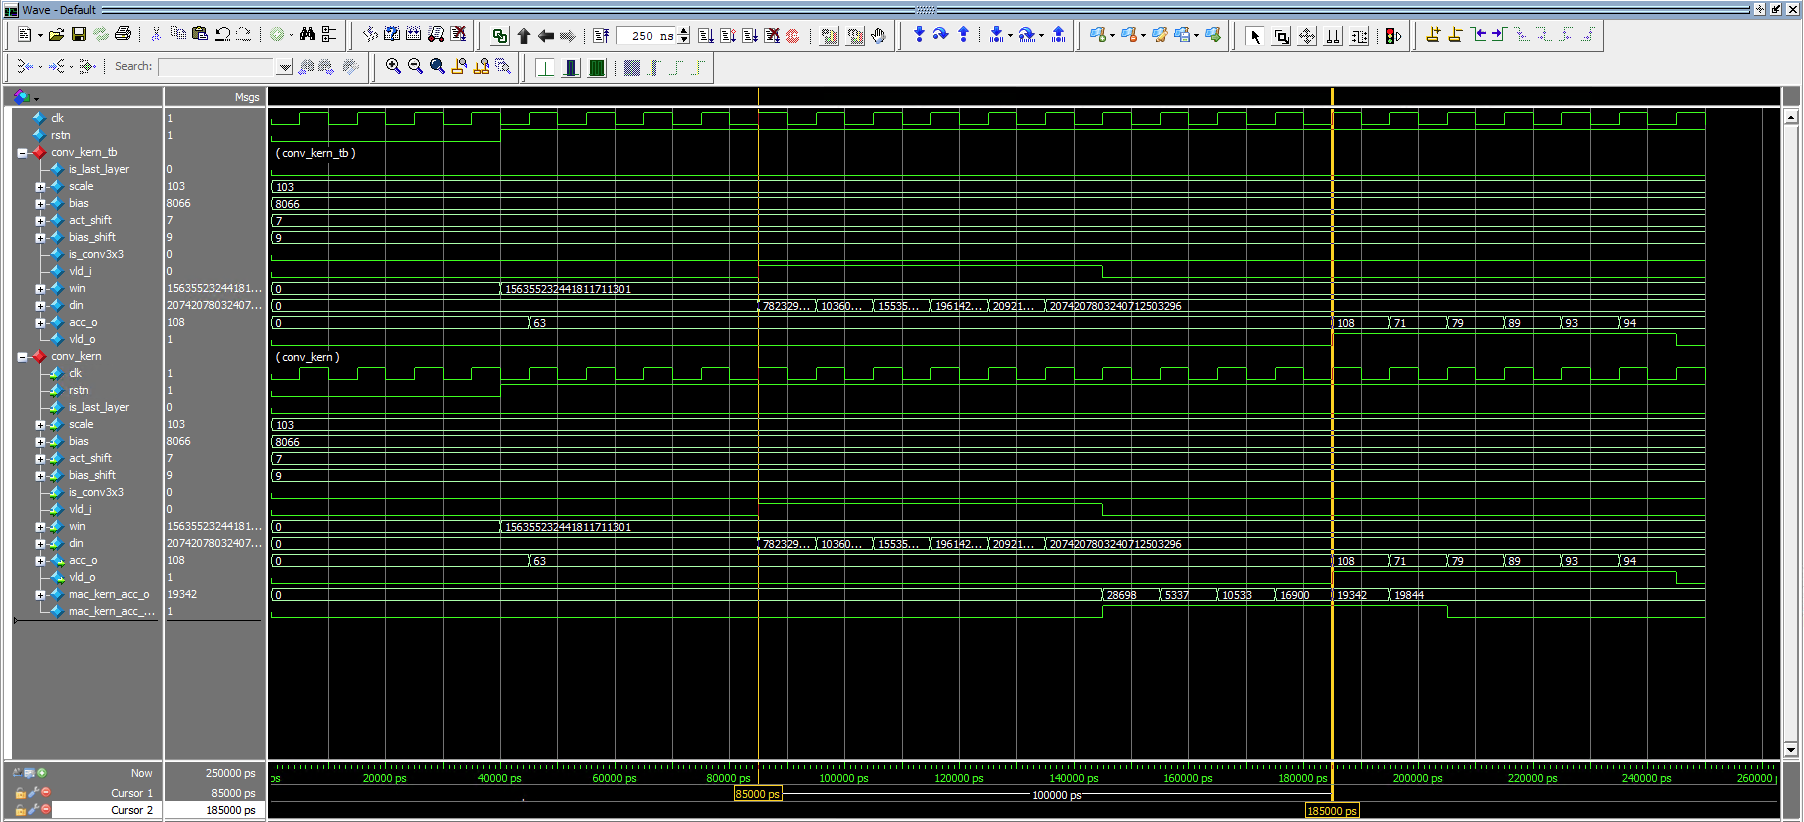 Wave - Default
250 ns
Search:
Msgs
clk 1
rstn 1
conv_kern_tb ( conv_kern_tb )
is_last_layer 0
scale 103 103
bias 8066 8066
act_shift 7 7
bias_shift 9 9
is_conv3x3 0
vld_i 0
win 15635523244181... 0 156355232441811711301
din 20742078032407... 0 782329... 10360... 15535... 196142... 20921... 2074207803240712503296
acc_o 108 0 63 108 71 79 89 93 94
vld_o 1
conv_kern ( conv_kern )
clk 1
rstn 1
is_last_layer 0
scale 103 103
bias 8066 8066
act_shift 7 7
bias_shift 9 9
is_conv3x3 0
vld_i 0
win 15635523244181... 0 156355232441811711301
din 20742078032407... 0 782329... 10360... 15535... 196142... 20921... 2074207803240712503296
acc_o 108 0 63 108 71 79 89 93 94
vld_o 1
mac_kern_acc_o 19342 0 28698 5337 10533 16900 19342 19844
mac_kern_acc_... 1
Now 250000 ps ps 20000 ps 40000 ps 60000 ps 80000 ps 100000 ps 120000 ps 140000 ps 160000 ps 180000 ps 200000 ps 220000 ps 240000 ps 260000
Cursor 1 85000 ps 85000 ps 100000 ps
Cursor 2 185000 ps 185000 ps